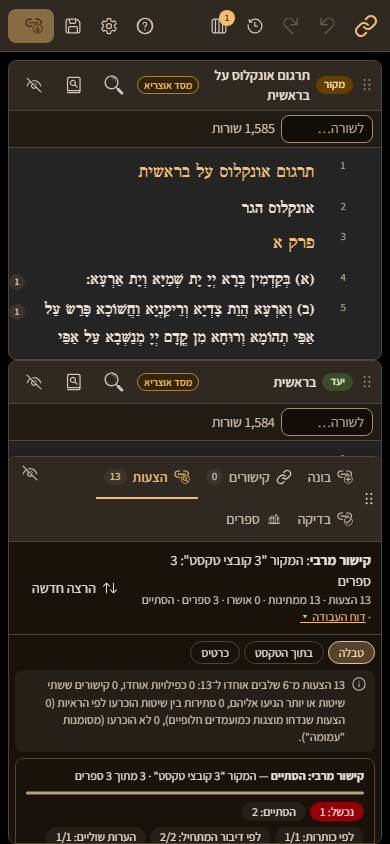 1
מקור
תרגום אונקלוס על
בראשית
מסד אוצריא
לשורה...
1,585 שורות
1 תרגום אונקלוס על בראשית
2 אונקלוס הגר
3 פרק א
4 (א) בְּקַדְמִין בְּרָא יְיָ יָת שְׁמַיָּא וְיָת אַרְעָא: 1
5 (ב) וְאַרְעָא הֲוַת צָדְיָא וְרֵיקַנְיָא וַחֲשׁוֹכָא פָּרֵשׂ עַל 1
אַפֵּי תְהוֹמָא וְרוּחָא מִן קֳדָם יְיָ מְנַשְּׁבָא עַל אַפֵּי
יעד
בראשית
מסד אוצריא
לשורה...
1,584 שורות
בונה
קישורים 0
הצעות 13
בדיקה
ספרים
קישור מרבי: המקור "3 קובצי טקסט": 3
ספרים
13 הצעות · 13 ממתינות · 0 אושרו · 3 ספרים · הסתיים
· דוח העבודה
הרצה חדשה
טבלה
בתוך הטקסט
כרטיס
13 הצעות מ־6 שלבים אוחדו ל־13: 0 כפילויות אוחדו, 0 קישורים ששתי
שיטות או יותר הגיעו אליהם, 0 סתירות בין שיטות הוכרעו לפי הראיות (0
הצעות שנדחו מוצגות כמועמדים חלופיים), 0 לא הוכרעו (מסומנות
"עמומה").
קישור מרבי: הסתיים — המקור "3 קובצי טקסט" · 3 מתוך 3 ספרים
נכשל: 1
הסתיים: 2
לפי כותרות: 1/1
לפי דיבור המתחיל: 2/2
הערות שוליים: 1/1